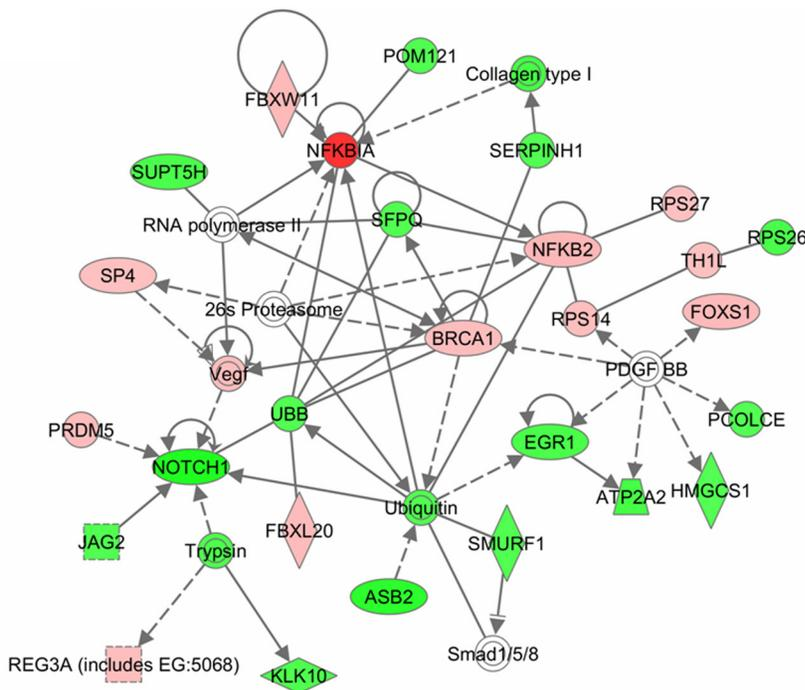 POM121
Collagen type I
FBXW11
NFKBIA
SERPINH1
SUPT5H
RNA polymerase II
SFPQ
RPS27
NFKB2
RPS26
TH1L
SP4
26s Proteasome
RPS14
FOXS1
BRCA1
Vegf
PDGF BB
UBB
PCOLCE
PRDM5
EGR1
NOTCH1
ATP2A2
HMGCS1
Ubiquitin
FBXL20
JAG2
Trypsin
SMURF1
ASB2
Smad1/5/8
REG3A (includes EG:5068)
KLK10